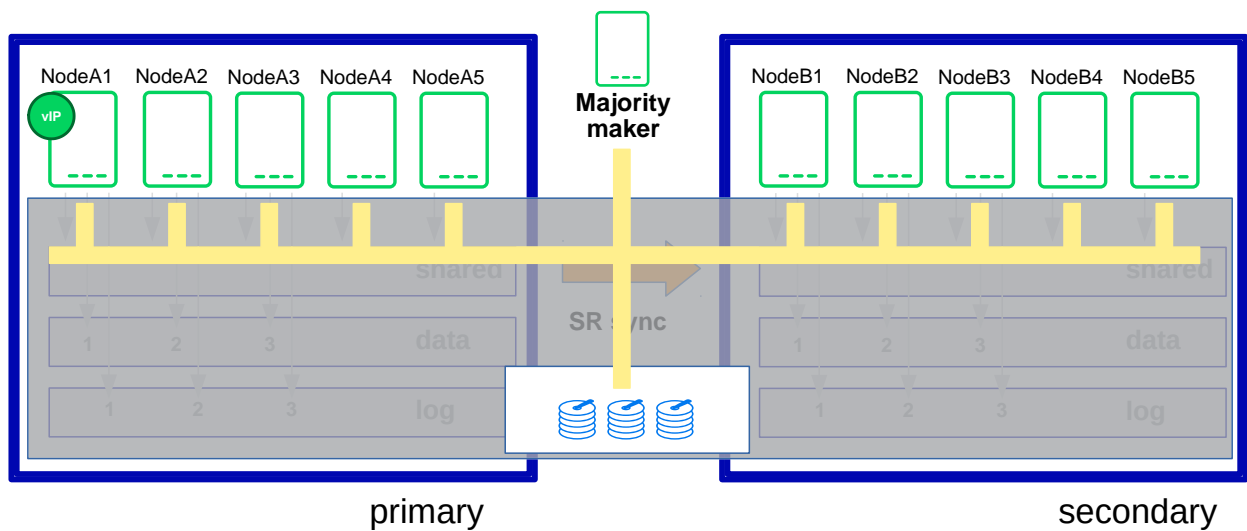 NodeA1 NodeA2 NodeA3 NodeA4 NodeA5
vIP
Majority
maker
NodeB1 NodeB2 NodeB3 NodeB4 NodeB5
shared
SR sync
shared
1 2 3 data
1 2 3 data
1 2 3 log
1 2 3 log
primary
secondary